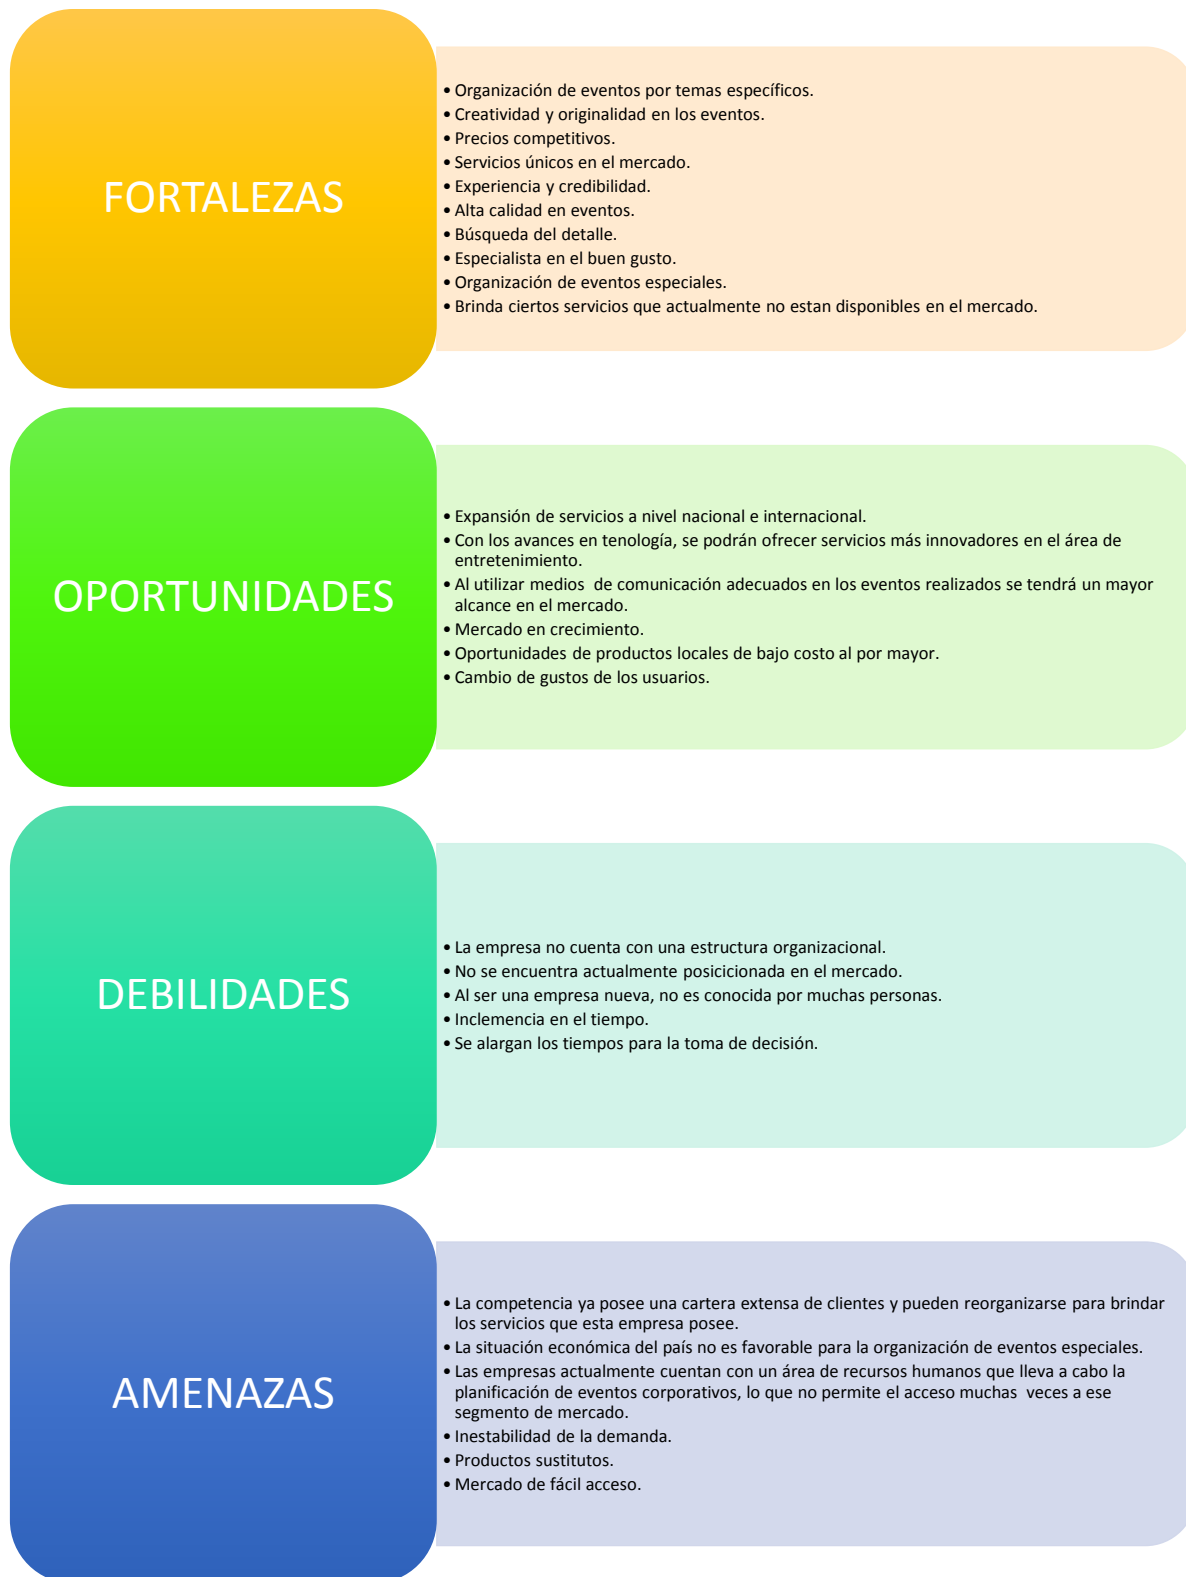 FORTALEZAS
• Organización de eventos por temas específicos.
• Creatividad y originalidad en los eventos.
• Precios competitivos.
• Servicios únicos en el mercado.
• Experiencia y credibilidad.
• Alta calidad en eventos.
• Búsqueda del detalle.
• Especialista en el buen gusto.
• Organización de eventos especiales.
• Brinda ciertos servicios que actualmente no estan disponibles en el mercado.
OPORTUNIDADES
• Expansión de servicios a nivel nacional e internacional.
• Con los avances en tenología, se podrán ofrecer servicios más innovadores en el área de
entretenimiento.
• Al utilizar medios de comunicación adecuados en los eventos realizados se tendrá un mayor
alcance en el mercado.
• Mercado en crecimiento.
• Oportunidades de productos locales de bajo costo al por mayor.
• Cambio de gustos de los usuarios.
DEBILIDADES
• La empresa no cuenta con una estructura organizacional.
• No se encuentra actualmente posicicionada en el mercado.
• Al ser una empresa nueva, no es conocida por muchas personas.
• Inclemencia en el tiempo.
• Se alargan los tiempos para la toma de decisión.
AMENAZAS
• La competencia ya posee una cartera extensa de clientes y pueden reorganizarse para brindar
los servicios que esta empresa posee.
• La situación económica del país no es favorable para la organización de eventos especiales.
• Las empresas actualmente cuentan con un área de recursos humanos que lleva a cabo la
planificación de eventos corporativos, lo que no permite el acceso muchas veces a ese
segmento de mercado.
• Inestabilidad de la demanda.
• Productos sustitutos.
• Mercado de fácil acceso.